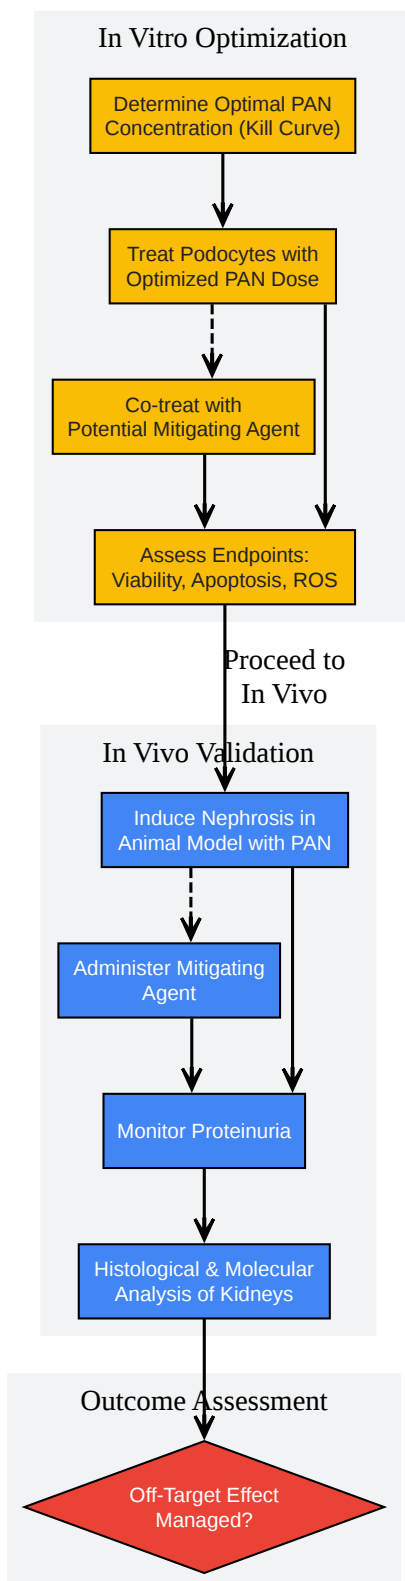 In Vitro Optimization
Determine Optimal PAN
Concentration (Kill Curve)
Treat Podocytes with
Optimized PAN Dose
Co-treat with
Potential Mitigating Agent
Assess Endpoints:
Viability, Apoptosis, ROS
Proceed to
In Vivo
In Vivo Validation
Induce Nephrosis in
Animal Model with PAN
Administer Mitigating
Agent
Monitor Proteinuria
Histological & Molecular
Analysis of Kidneys
Outcome Assessment
Off-Target Effect
Managed?